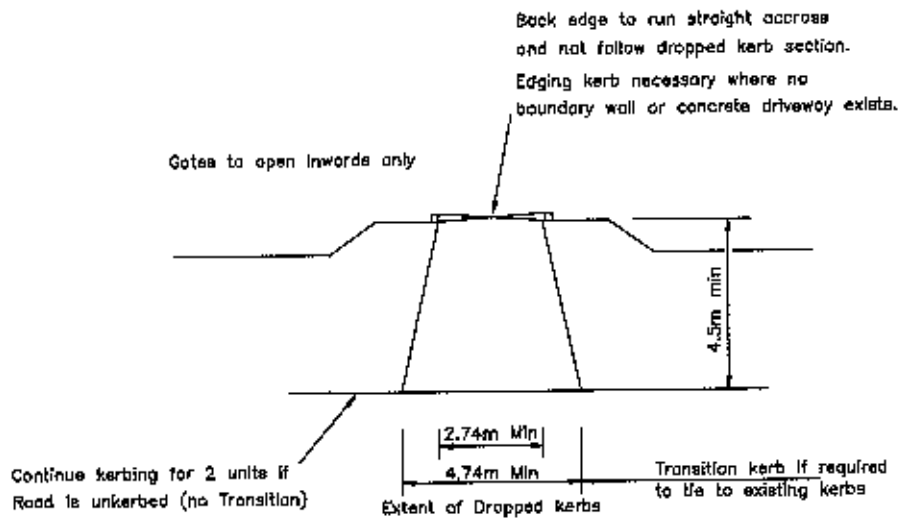 Back edge to run straight accross
and not follow dropped kerb section.
Edging kerb necessary where no
boundary wall or concrete driveway exists.
Gates to open inwards only
4.5m min
2.74m Min
4.74m Min
Extent of Dropped kerbs
Continue kerbing for 2 units if
Road is unkerbed (no Transition)
Transition kerb if required
to tie to existing kerbs